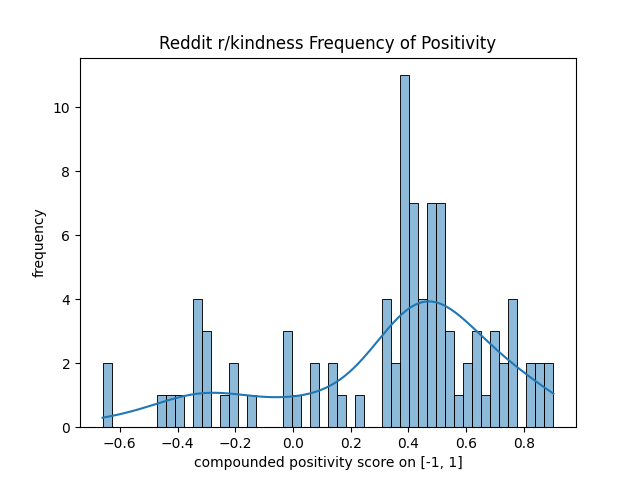 Reddit r/kindness Frequency of Positivity
frequency
10
8
6
4
2
0
−0.6 −0.4 −0.2 0.0 0.2 0.4 0.6 0.8
compounded positivity score on [-1, 1]